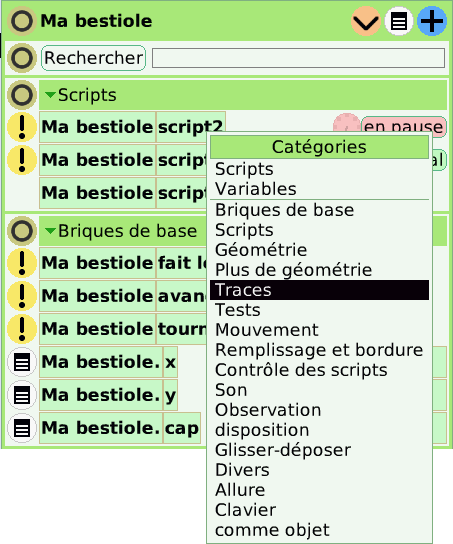 Ma bestiole
Rechercher
Scripts
Ma bestiole script2
en pause
Ma bestiole script
al
Ma bestiole script
Briques de base
Ma bestiole fait le
Ma bestiole avan
Ma bestiole tourn
Ma bestiole. x
Ma bestiole. y
Ma bestiole. cap
Catégories
Scripts
Variables
Briques de base
Scripts
Géométrie
Plus de géométrie
Traces
Tests
Mouvement
Remplissage et bordure
Contrôle des scripts
Son
Observation
disposition
Glisser-déposer
Divers
Allure
Clavier
comme objet